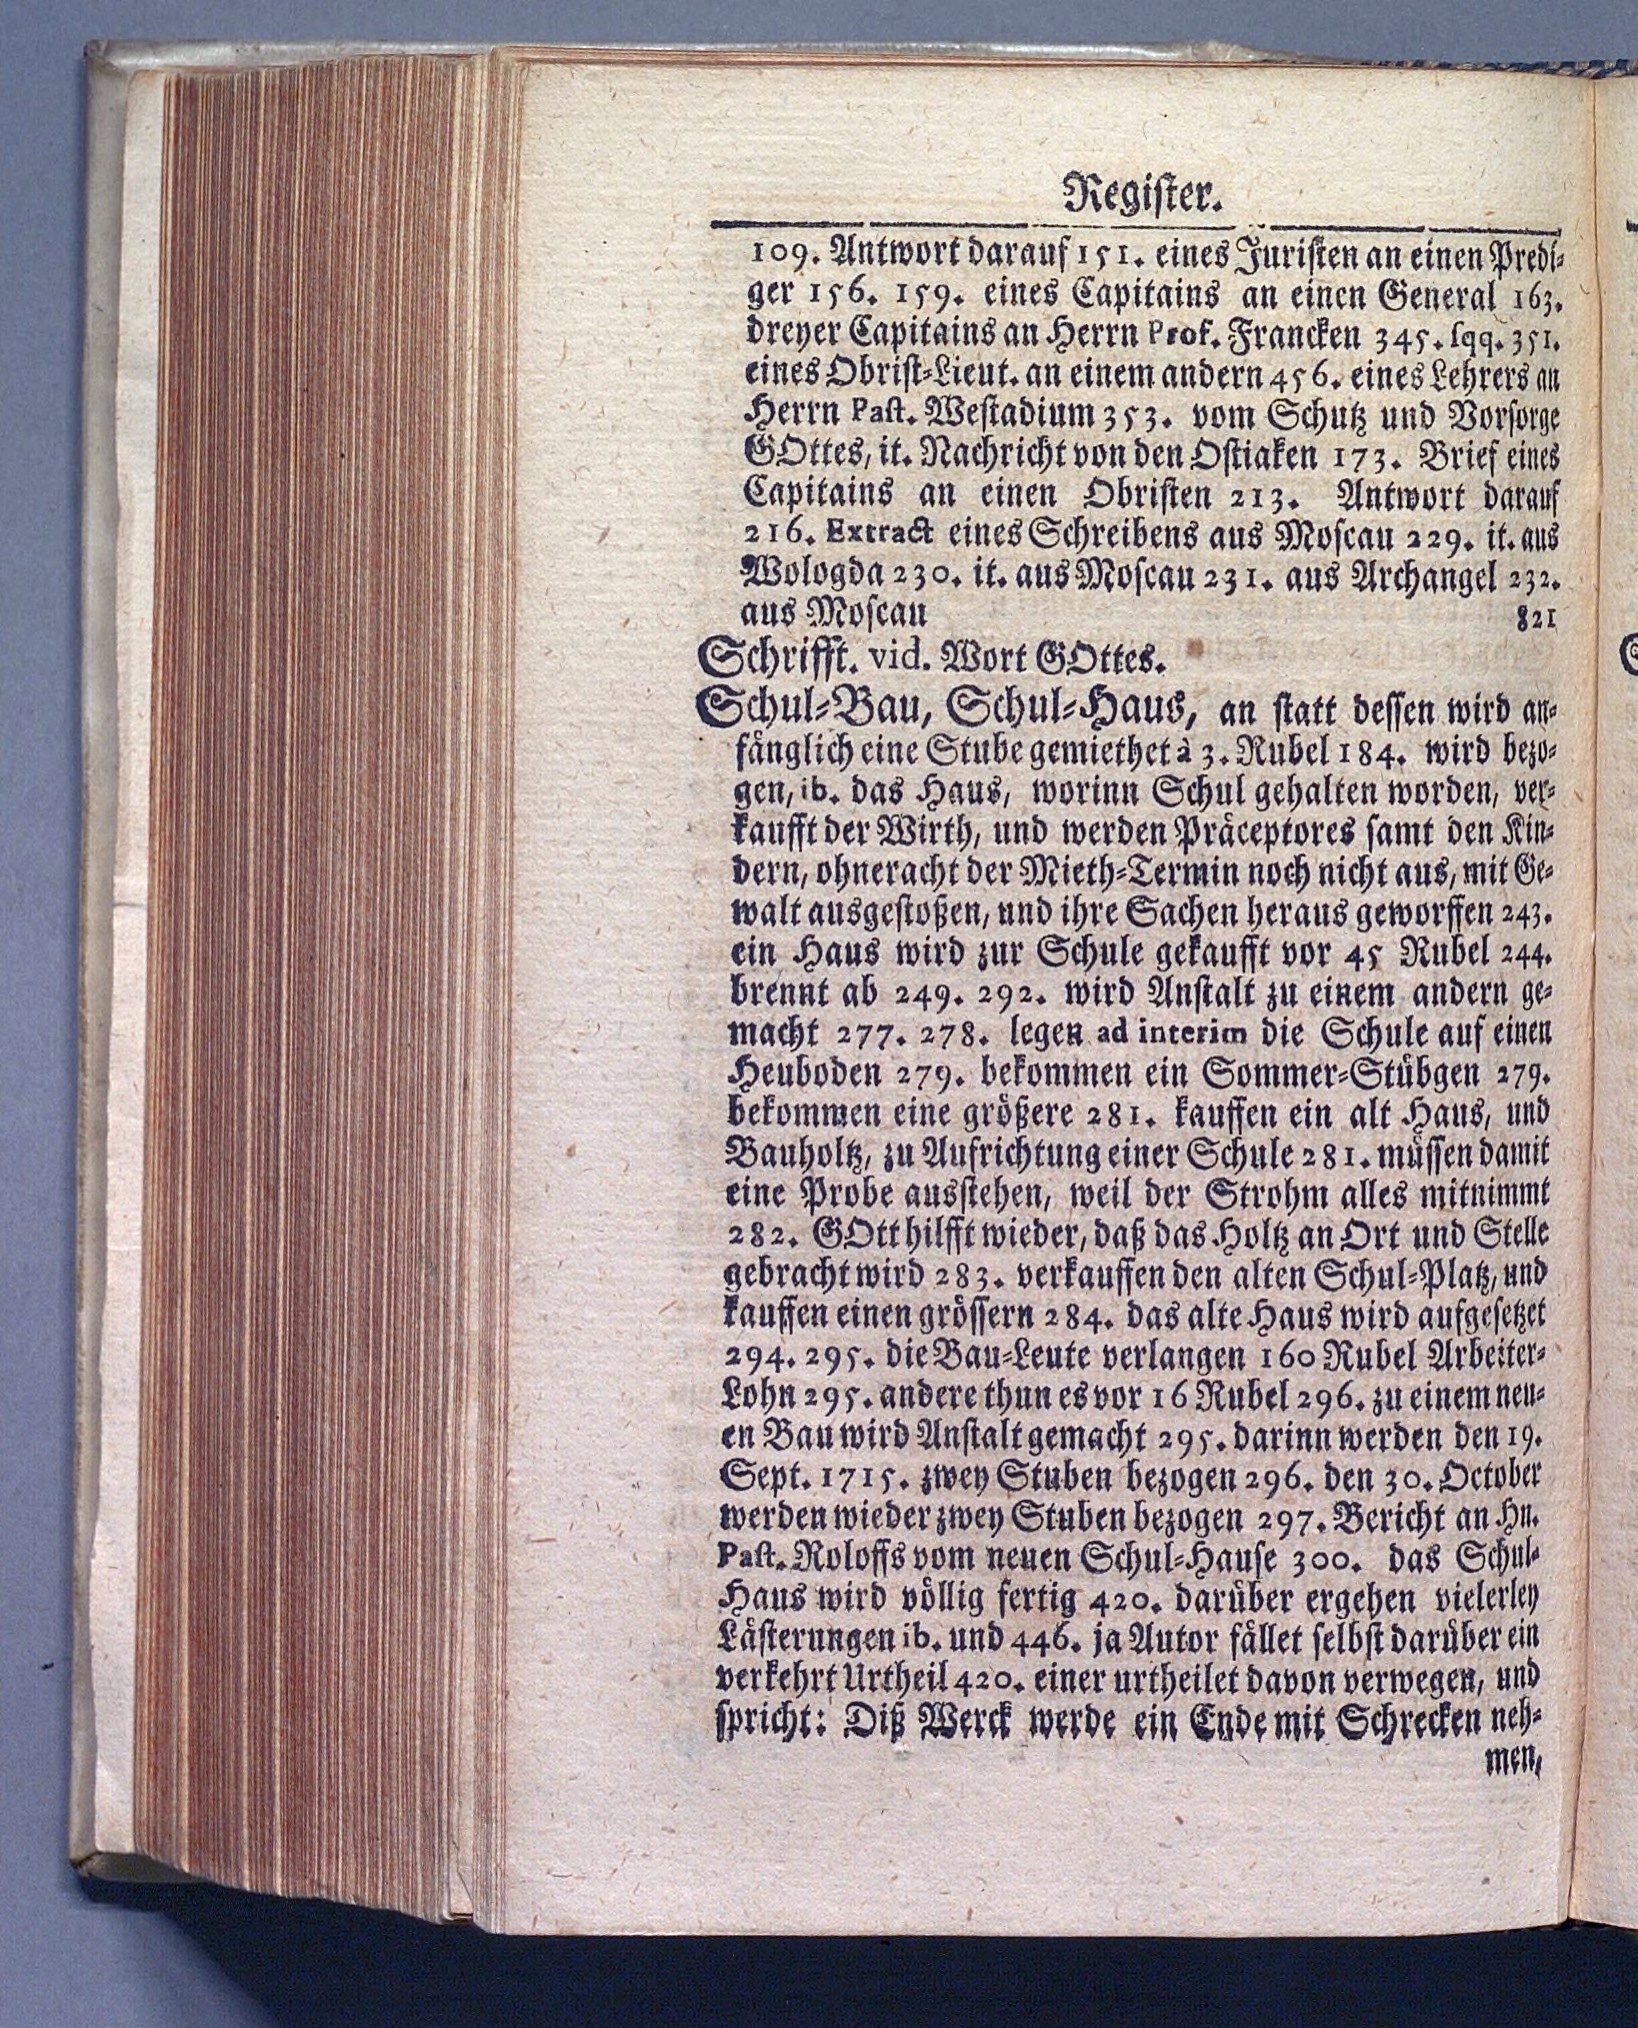 Register.
109. Antwort darauf 151. eines Juristen an einen Predi-
ger 156. 159. eines Capitains an einen General 163.
dreyer Capitains an Herrn Prof. Francken 345. sqq. 351.
eines Obrist-Lieut. an einem andern 456. eines Lehrers an
Herrn Past. Westadium 353. vom Schutz und Vorsorge
GOttes, it. Nachricht von den Ostiaken 173. Brief eines
Capitains an einen Obristen 213. Antwort darauf
216. Extract eines Schreibens aus Moscau 229. it. aus
Wologda 230. it. aus Moscau 231. aus Archangel 232.
aus Moscau 821
Schrifft. vid. Wort GOttes.
Schul-Bau, Schul-Haus, an statt dessen wird an-
fänglich eine Stube gemiethet à 3. Rubel 184. wird bezo-
gen, ib. das Haus, worinn Schul gehalten worden, ver-
kaufft der Wirth, und werden Präceptores samt den Kin-
dern, ohneracht der Mieth-Termin noch nicht aus, mit Ge-
walt ausgestoßen, und ihre Sachen heraus geworffen 243.
ein Haus wird zur Schule gekaufft vor 45 Rubel 244.
brennt ab 249. 292. wird Anstalt zu einem andern ge-
macht 277. 278. legen ad interim die Schule auf einen
Heuboden 279. bekommen ein Sommer-Stübgen 279.
bekommen eine größere 281. kauffen ein alt Haus, und
Bauholtz, zu Aufrichtung einer Schule 281. müssen damit
eine Probe ausstehen, weil der Strohm alles mitnimmt
282. GOtt hilfft wieder, daß das Holtz an Ort und Stelle
gebracht wird 283. verkauffen den alten Schul-Platz, und
kauffen einen grössern 284. das alte Haus wird aufgesetzet
294. 295. die Bau-Leute verlangen 160 Rubel Arbeiter-
Lohn 295. andere thun es vor 16 Rubel 296. zu einem neu-
en Bau wird Anstalt gemacht 295. darinn werden den 19.
Sept. 1715. zwey Stuben bezogen 296. den 30. October
werden wieder zwey Stuben bezogen 297. Bericht an Hn.
Past. Roloffs vom neuen Schul-Hause 300. das Schul-
Haus wird völlig fertig 420. darüber ergehen vielerley
Lästerungen ib. und 446. ja Autor fället selbst darüber ein
verkehrt Urtheil 420. einer urtheilet davon verwegen, und
spricht: Diß Werck werde ein Ende mit Schrecken neh-
men,